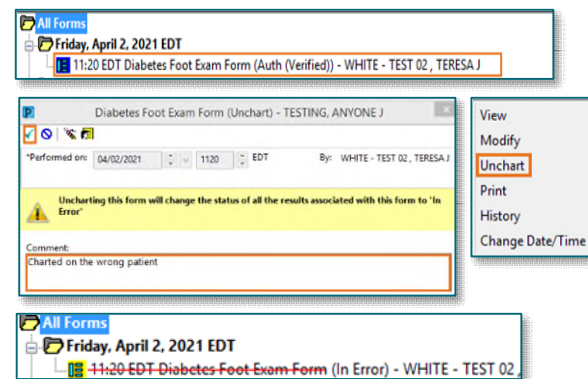 All Forms
Friday, April 2, 2021 EDT
11:20 EDT Diabetes Foot Exam Form (Auth (Verified)) - WHITE - TEST 02 , TERESA J
Diabetes Foot Exam Form (Unchart) - TESTING, ANYONE J
*Performed on: 04/02/2021 1120 EDT By: WHITE - TEST 02 , TERESA J
Uncharting this form will change the status of all the results associated with this form to 'In
Error'
Comment:
Charted on the wrong patient
View
Modify
Unchart
Print
History
Change Date/Time
All Forms
Friday, April 2, 2021 EDT
11:20 EDT Diabetes Foot Exam Form (In Error) - WHITE - TEST 02 ,